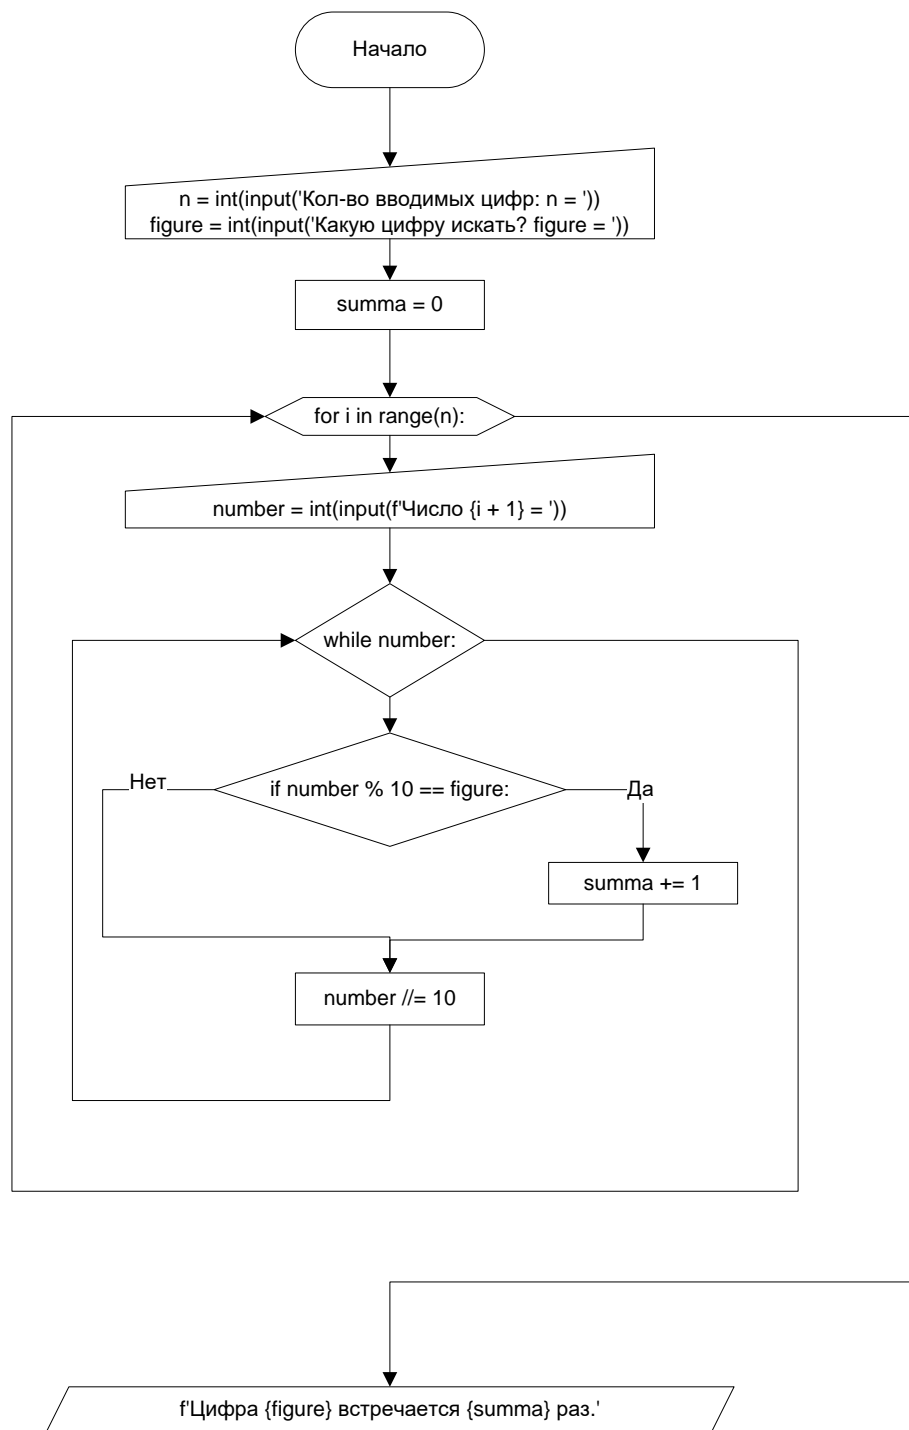 Начало
n = int(input('Кол-во вводимых цифр: n = '))
figure = int(input('Какую цифру искать? figure = '))
summa = 0
for i in range(n):
number = int(input(f'Число {i + 1} = '))
while number:
if number % 10 == figure:
Нет
Да
summa += 1
number //= 10
f'Цифра {figure} встречается {summa} раз.'